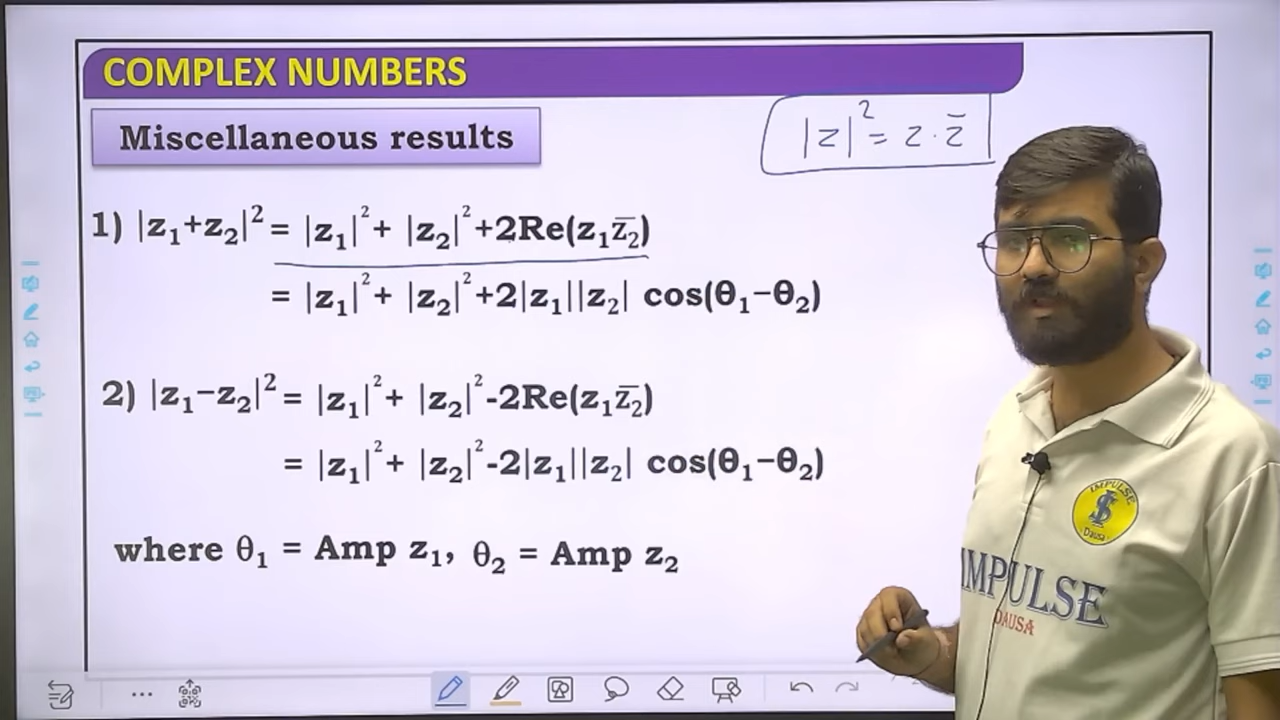 COMPLEX NUMBERS
Miscellaneous results
|z|² = z · z̄
1) |z₁+z₂|² = |z₁|² + |z₂|² +2Re(z₁z̄₂)
= |z₁|² + |z₂|² +2|z₁||z₂| cos(θ₁−θ₂)
2) |z₁−z₂|² = |z₁|² + |z₂|² -2Re(z₁z̄₂)
= |z₁|² + |z₂|² -2|z₁||z₂| cos(θ₁−θ₂)
where θ₁ = Amp z₁, θ₂ = Amp z₂
IMPULSE
Dausa
IMPULSE
DAUSA